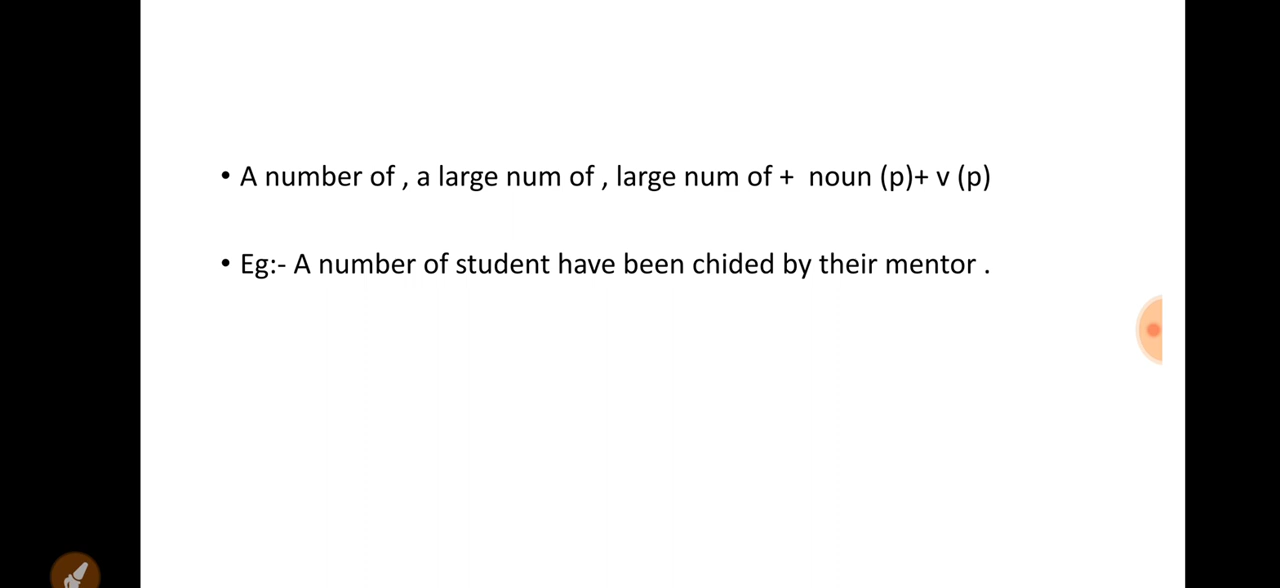 • A number of , a large num of , large num of +  noun (p)+ v (p)
• Eg:- A number of student have been chided by their mentor .